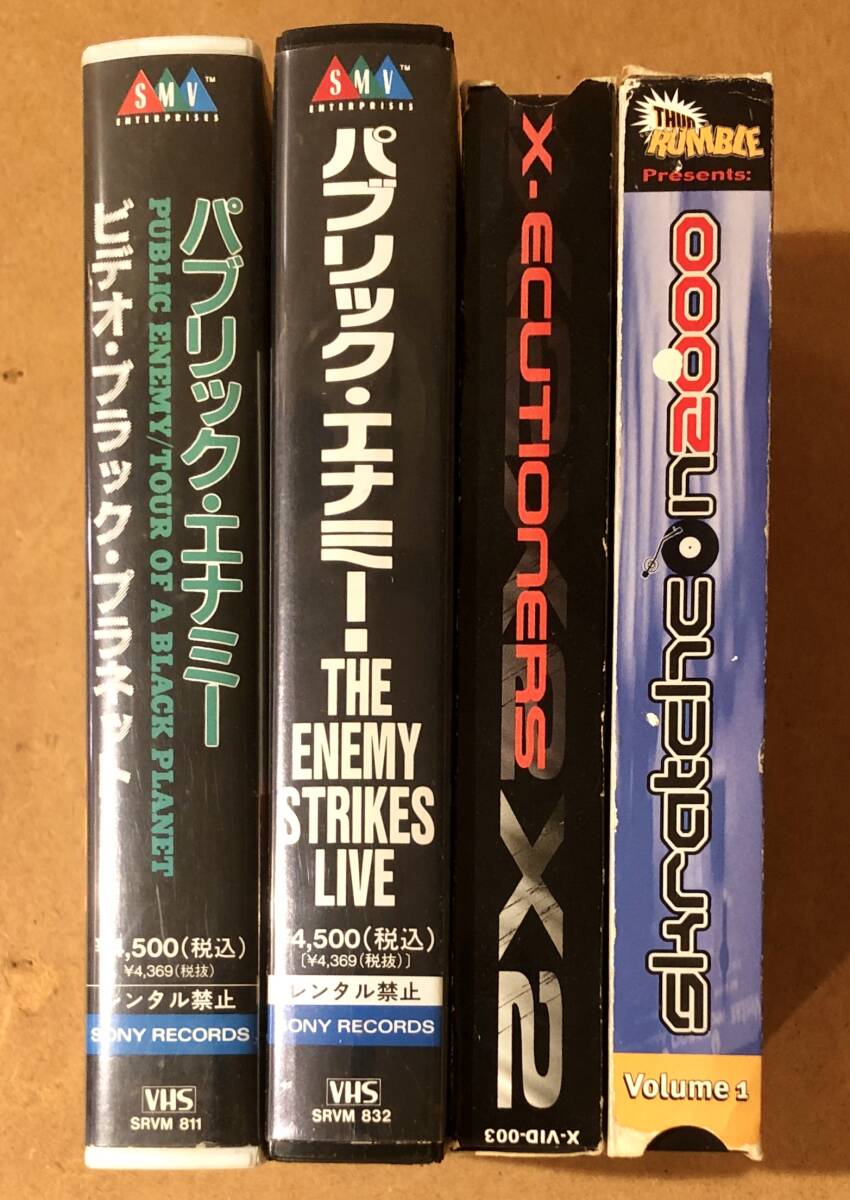 SMV™
ENTERPRISES
パブリック・エナミー
PUBLIC ENEMY/TOUR OF A BLACK PLANET
ビデオ・ブラック・プラネット
¥4,500(税込)
¥4,369(税抜)
レンタル禁止
SONY RECORDS
VHS
SRVM 811
SMV™
ENTERPRISES
パブリック・エナミー・
THE
ENEMY
STRIKES
LIVE
¥4,500(税込)
[¥4,369(税抜)]
レンタル禁止
SONY RECORDS
VHS
SRVM 832
X-ECUTIONERS
X2
X-VID-003
THUD
RUMBLE
Presents:
skratchcon2000
Volume 1